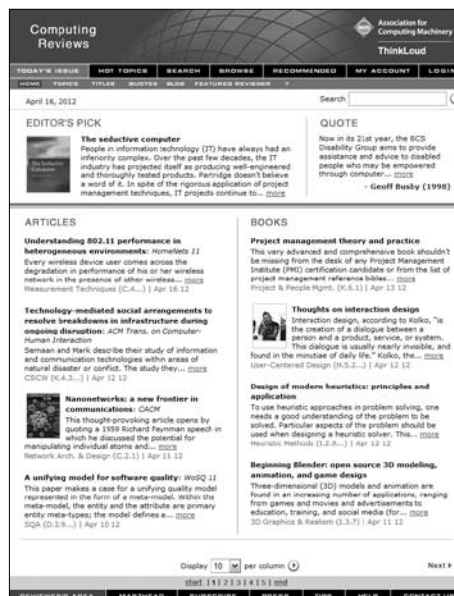 Computing
Reviews
Association for
Computing Machinery
ThinkLoud
TODAY'S ISSUE HOT TOPICS SEARCH BROWSE RECOMMENDED MY ACCOUNT LOGIN
HOME TOPICS TITLES QUOTES BLOG FEATURED REVIEWER ?
April 16, 2012
Search
EDITOR'S PICK
The seductive computer
People in information technology (IT) have always had an
inferiority complex. Over the past few decades, the IT
industry has projected itself as producing well-engineered
and thoroughly tested products. Partridge doesn't believe
a word of it. In spite of the rigorous application of project
management techniques, IT projects continue to... more
QUOTE
Now in its 21st year, the BCS
Disability Group aims to provide
assistance and advice to disabled
people who may be empowered
through computer... more
- Geoff Busby (1998)
ARTICLES
Understanding 802.11 performance in
heterogeneous environments: HomeNets 11
Every wireless device user comes across the
degradation in performance of his or her wireless
network in the presence of other wireless... more
Measurement Techniques (C.4...) | Apr 16 12
Technology-mediated social arrangements to
resolve breakdowns in infrastructure during
ongoing disruption: ACM Trans. on Computer-
Human Interaction
Semaan and Mark describe their study of information
and communication technologies within areas of
natural disaster or conflict. The study they... more
CSCW (K.4.3...) | Apr 12 12
Nanonetworks: a new frontier in
communications: CACM
This thought-provoking article opens by
quoting a 1959 Richard Feynman speech in
which he discussed the potential for
manipulating individual atoms and... more
Network Arch. & Design (C.2.1) | Apr 11 12
A unifying model for software quality: WoSQ 11
This paper makes a case for a unifying quality model
represented in the form of a meta-model. Within the
meta-model, the entity and the attribute are primary
entity meta-types; the model defines a... more
SQA (D.2.9...) | Apr 10 12
BOOKS
Project management theory and practice
This very advanced and comprehensive book shouldn't
be missing from the desk of any Project Management
Institute (PMI) certification candidate or from the list of
project management reference bibles... more
Project & People Mgmt. (K.6.1) | Apr 13 12
Thoughts on interaction design
Interaction design, according to Kolko, "is
the creation of a dialogue between a
person and a product, service, or system.
This dialogue is usually nearly invisible, and
found in the minutiae of daily life." Kolko, the... more
User-Centered Design (H.5.2...) | Apr 12 12
Design of modern heuristics: principles and
application
To use heuristic approaches in problem solving, one
needs a good understanding of the problem to be
solved. Particular aspects of the problem should be
used when designing a heuristic solver. This... more
Heuristic Methods (I.2.8...) | Apr 12 12
Beginning Blender: open source 3D modeling,
animation, and game design
Three-dimensional (3D) models and animation are
found in an increasing number of applications, ranging
from games and movies and advertisements to
education, training, and social media (for... more
3D Graphics & Realism (I.3.7) | Apr 11 12
Display 10 per column
Next
start | 1 | 2 | 3 | 4 | 5 | end
REVIEWER'S AREA MASTHEAD SUBSCRIBE PRESS TIPS HELP CONTACT US